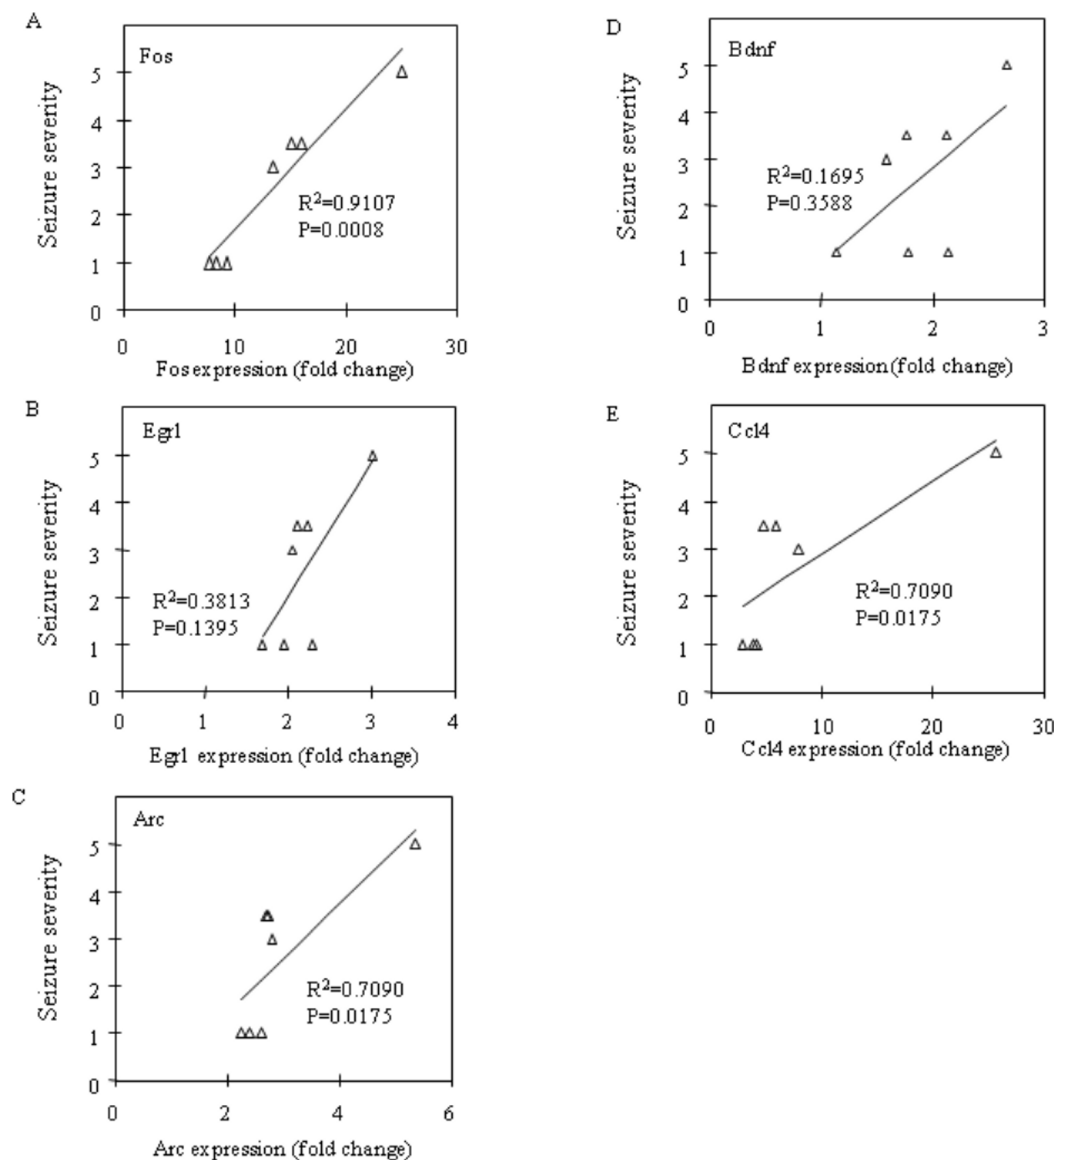 A
Fos
Seizure severity
5
4
3
2
1
0
R²=0.9107
P=0.0008
0 10 20 30
Fos expression (fold change)
B
Egr1
Seizure severity
5
4
3
2
1
0
R²=0.3813
P=0.1395
0 1 2 3 4
Egr1 expression (fold change)
C
Arc
Seizure severity
5
4
3
2
1
0
R²=0.7090
P=0.0175
0 2 4 6
Arc expression (fold change)
D
Bdnf
Seizure severity
5
4
3
2
1
0
R²=0.1695
P=0.3588
0 1 2 3
Bdnf expression (fold change)
E
Ccl4
Seizure severity
5
4
3
2
1
0
R²=0.7090
P=0.0175
0 10 20 30
Ccl4 expression (fold change)